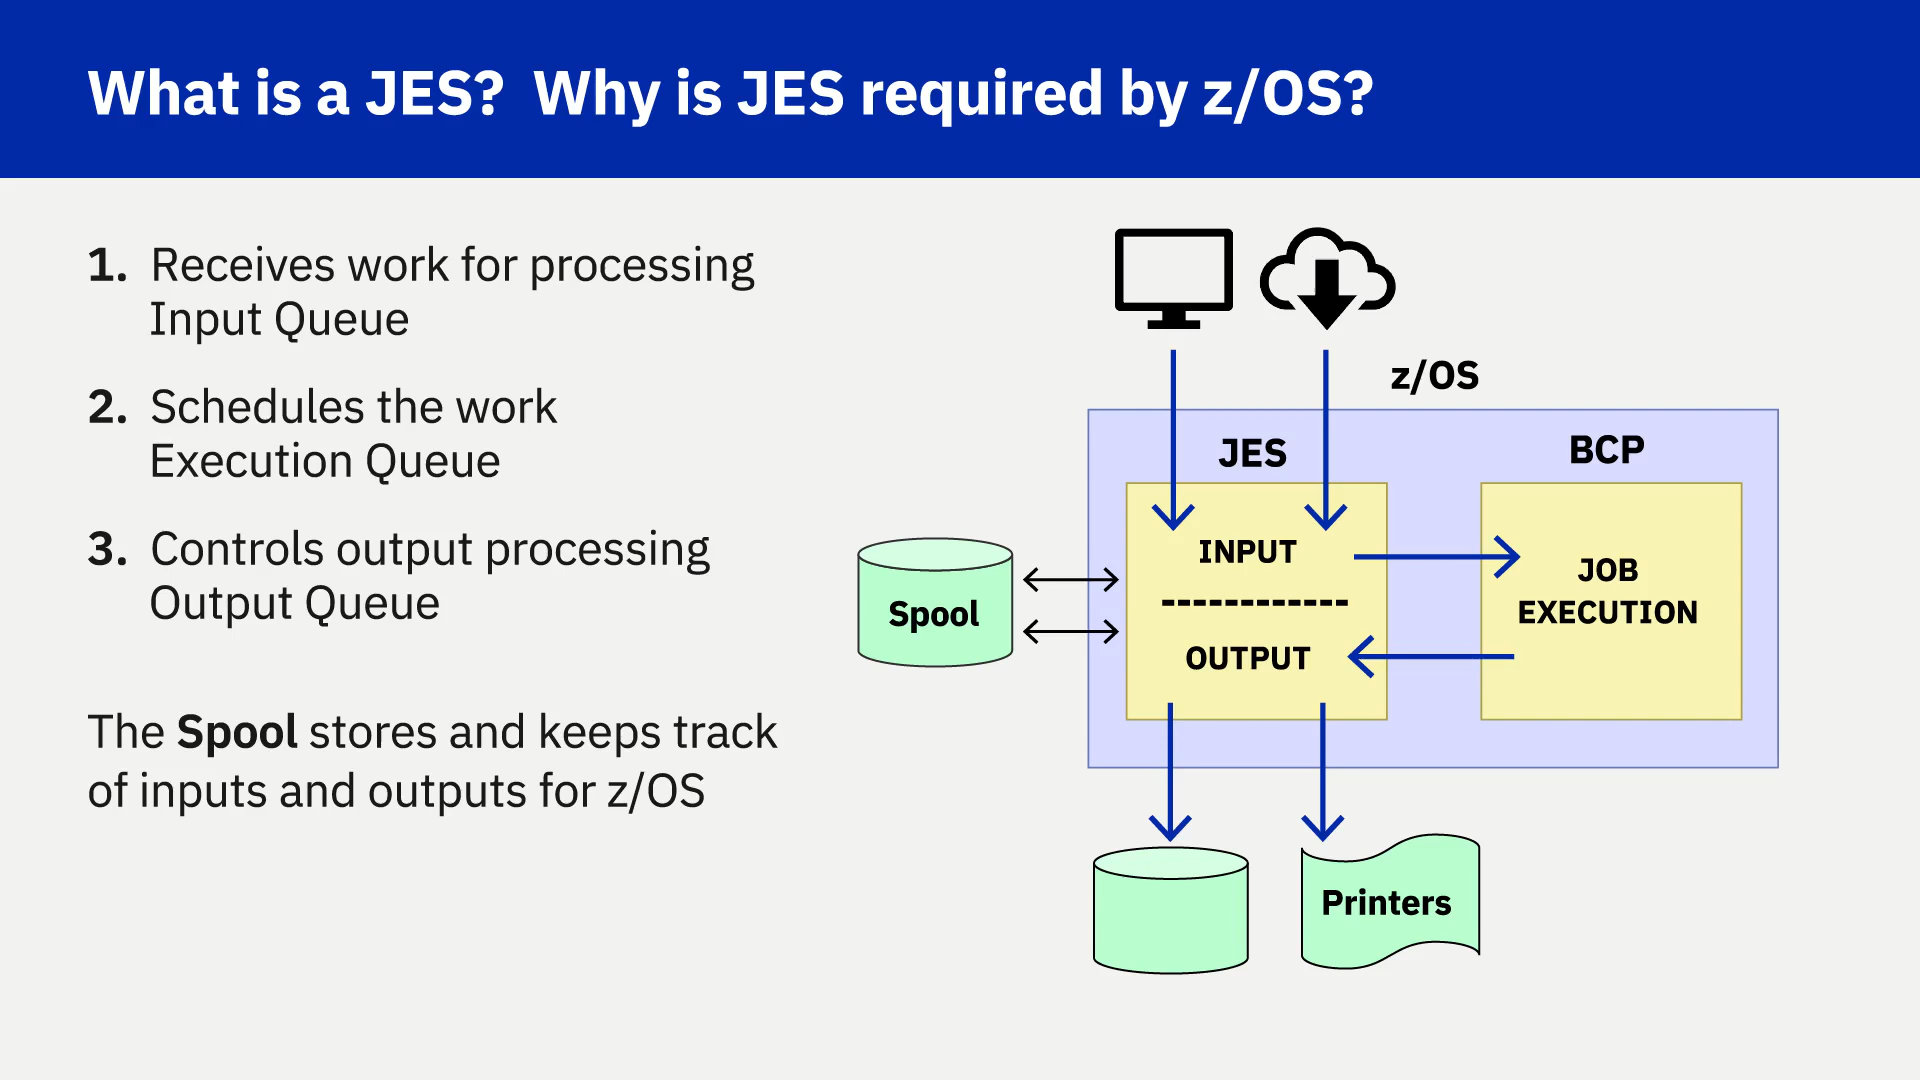 What is a JES?  Why is JES required by z/OS?
1. Receives work for processing
Input Queue
2. Schedules the work
Execution Queue
3. Controls output processing
Output Queue
The Spool stores and keeps track
of inputs and outputs for z/OS
z/OS
JES
BCP
INPUT
------------
OUTPUT
JOB
EXECUTION
Spool
Printers